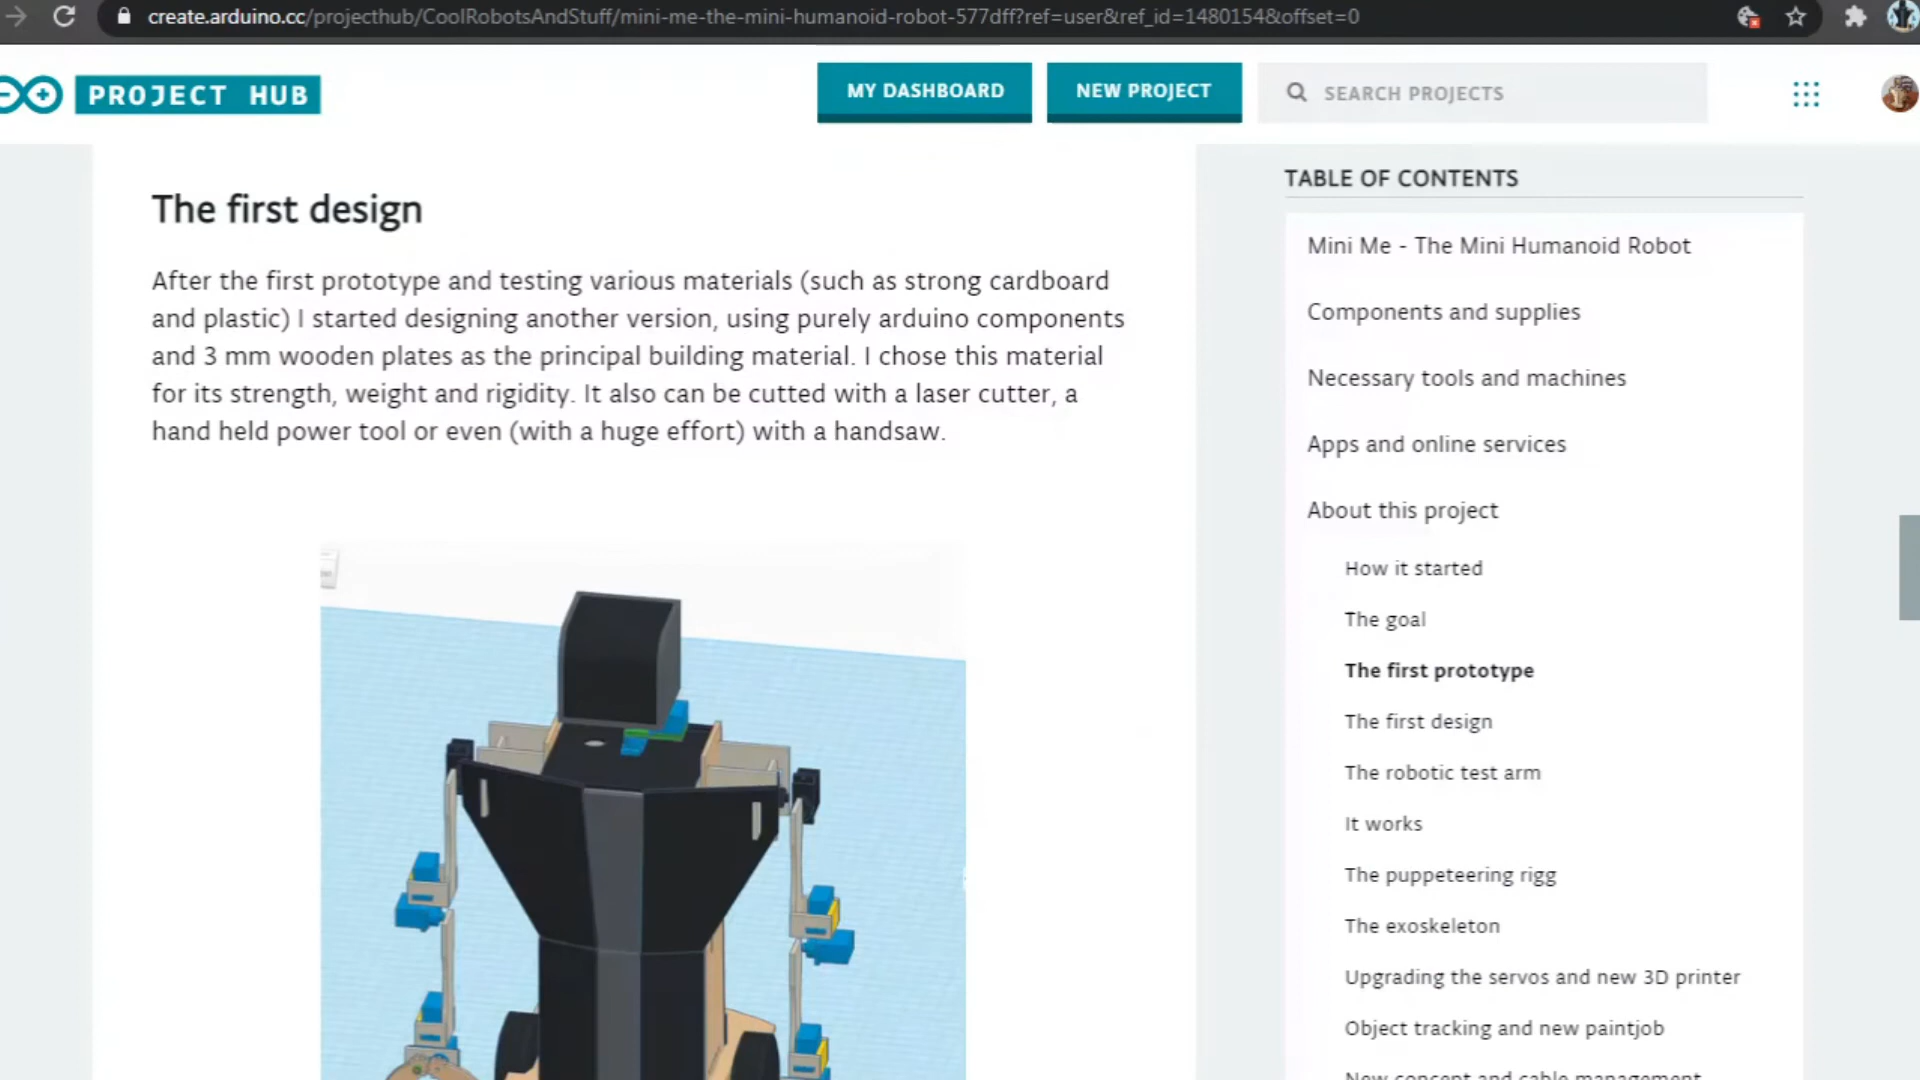 create.arduino.cc/projecthub/CoolRobotsAndStuff/mini-me-the-mini-humanoid-robot-577dff?ref=user&ref_id=1480154&offset=0
PROJECT HUB
MY DASHBOARD
NEW PROJECT
SEARCH PROJECTS
The first design
After the first prototype and testing various materials (such as strong cardboard
and plastic) I started designing another version, using purely arduino components
and 3 mm wooden plates as the principal building material. I chose this material
for its strength, weight and rigidity. It also can be cutted with a laser cutter, a
hand held power tool or even (with a huge effort) with a handsaw.
TABLE OF CONTENTS
Mini Me - The Mini Humanoid Robot
Components and supplies
Necessary tools and machines
Apps and online services
About this project
How it started
The goal
The first prototype
The first design
The robotic test arm
It works
The puppeteering rigg
The exoskeleton
Upgrading the servos and new 3D printer
Object tracking and new paintjob
New concept and cable management